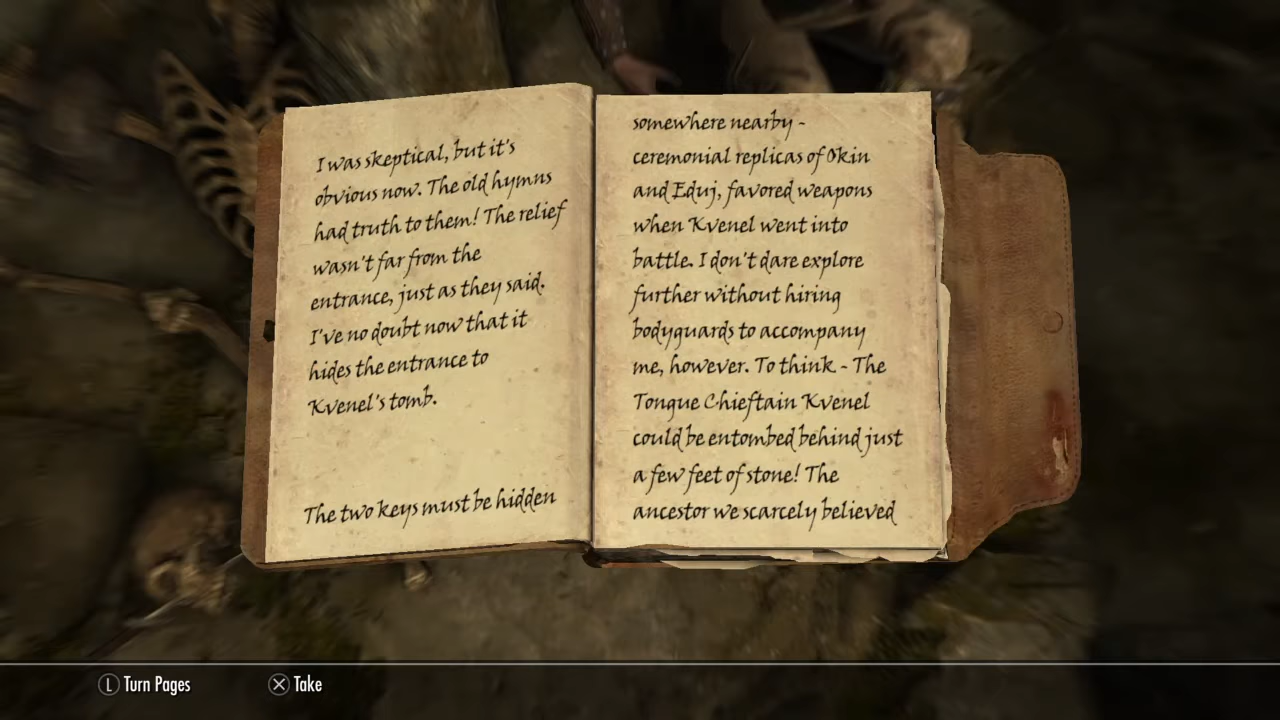 I was skeptical, but it's
obvious now. The old hymns
had truth to them! The relief
wasn't far from the
entrance, just as they said.
I've no doubt now that it
hides the entrance to
Kvenel's tomb.
The two keys must be hidden
somewhere nearby -
ceremonial replicas of Okin
and Eduj, favored weapons
when Kvenel went into
battle. I don't dare explore
further without hiring
bodyguards to accompany
me, however. To think - The
Tongue Chieftain Kvenel
could be entombed behind just
a few feet of stone! The
ancestor we scarcely believed
L Turn Pages
X Take